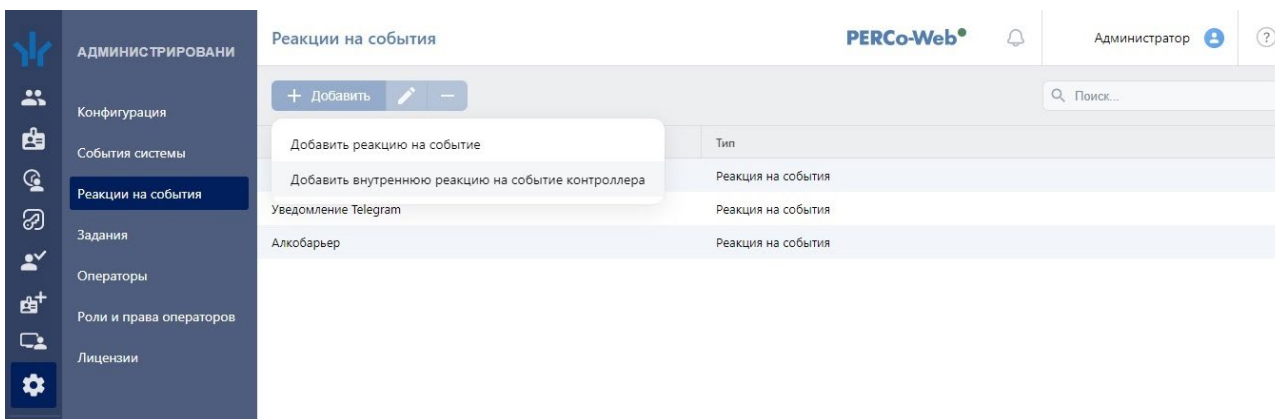 АДМИНИСТРИРОВАНИ
Конфигурация
События системы
Реакции на события
Задания
Операторы
Роли и права операторов
Лицензии
Реакции на события
PERCo-Web
Администратор
?
+ Добавить
Поиск...
Добавить реакцию на событие
Добавить внутреннюю реакцию на событие контроллера
Тип
Реакция на события
Уведомление Telegram
Реакция на события
Алкобарьер
Реакция на события